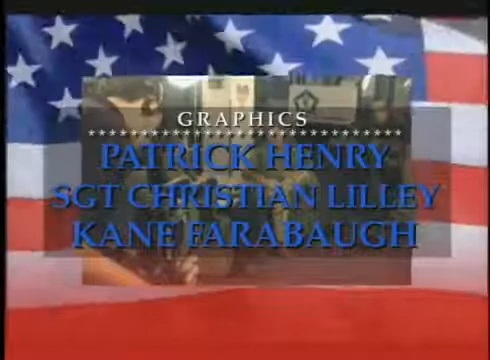 GRAPHICS
******************************
PATRICK HENRY
SGT CHRISTIAN LILLEY
KANE FARABAUGH